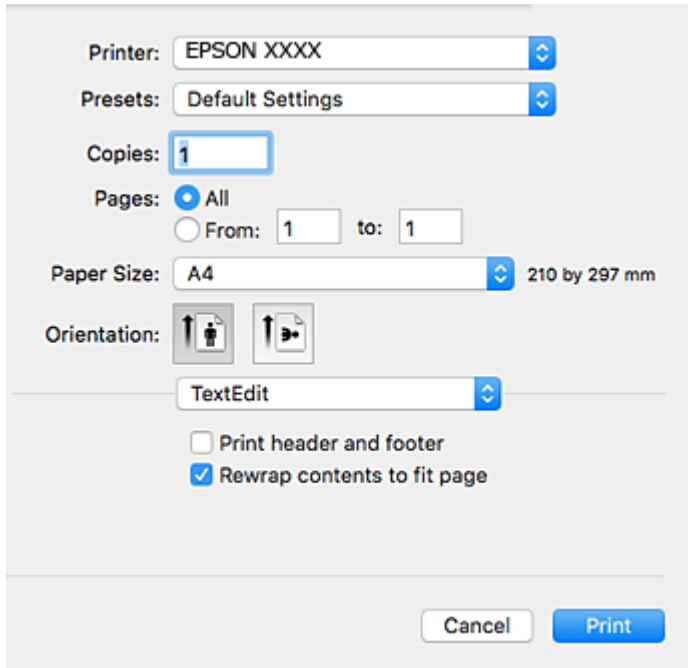 Printer: EPSON XXXX
Presets: Default Settings
Copies: 1
Pages: All
From: 1 to: 1
Paper Size: A4 210 by 297 mm
Orientation:
TextEdit
Print header and footer
Rewrap contents to fit page
Cancel Print